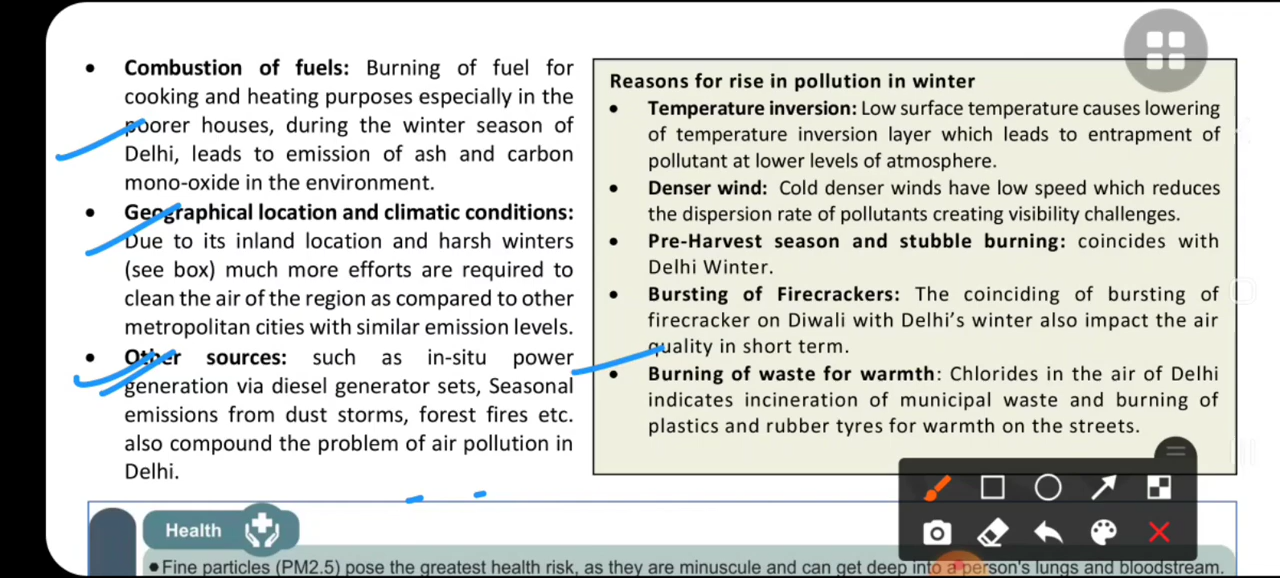 • Combustion of fuels: Burning of fuel for
cooking and heating purposes especially in the
poorer houses, during the winter season of
Delhi, leads to emission of ash and carbon
mono-oxide in the environment.
• Geographical location and climatic conditions:
Due to its inland location and harsh winters
(see box) much more efforts are required to
clean the air of the region as compared to other
metropolitan cities with similar emission levels.
• Other sources: such as in-situ power
generation via diesel generator sets, Seasonal
emissions from dust storms, forest fires etc.
also compound the problem of air pollution in
Delhi.
Reasons for rise in pollution in winter
• Temperature inversion: Low surface temperature causes lowering
of temperature inversion layer which leads to entrapment of
pollutant at lower levels of atmosphere.
• Denser wind: Cold denser winds have low speed which reduces
the dispersion rate of pollutants creating visibility challenges.
• Pre-Harvest season and stubble burning: coincides with
Delhi Winter.
• Bursting of Firecrackers: The coinciding of bursting of
firecracker on Diwali with Delhi's winter also impact the air
quality in short term.
• Burning of waste for warmth: Chlorides in the air of Delhi
indicates incineration of municipal waste and burning of
plastics and rubber tyres for warmth on the streets.
Health
• Fine particles (PM2.5) pose the greatest health risk, as they are minuscule and can get deep into a person's lungs and bloodstream.